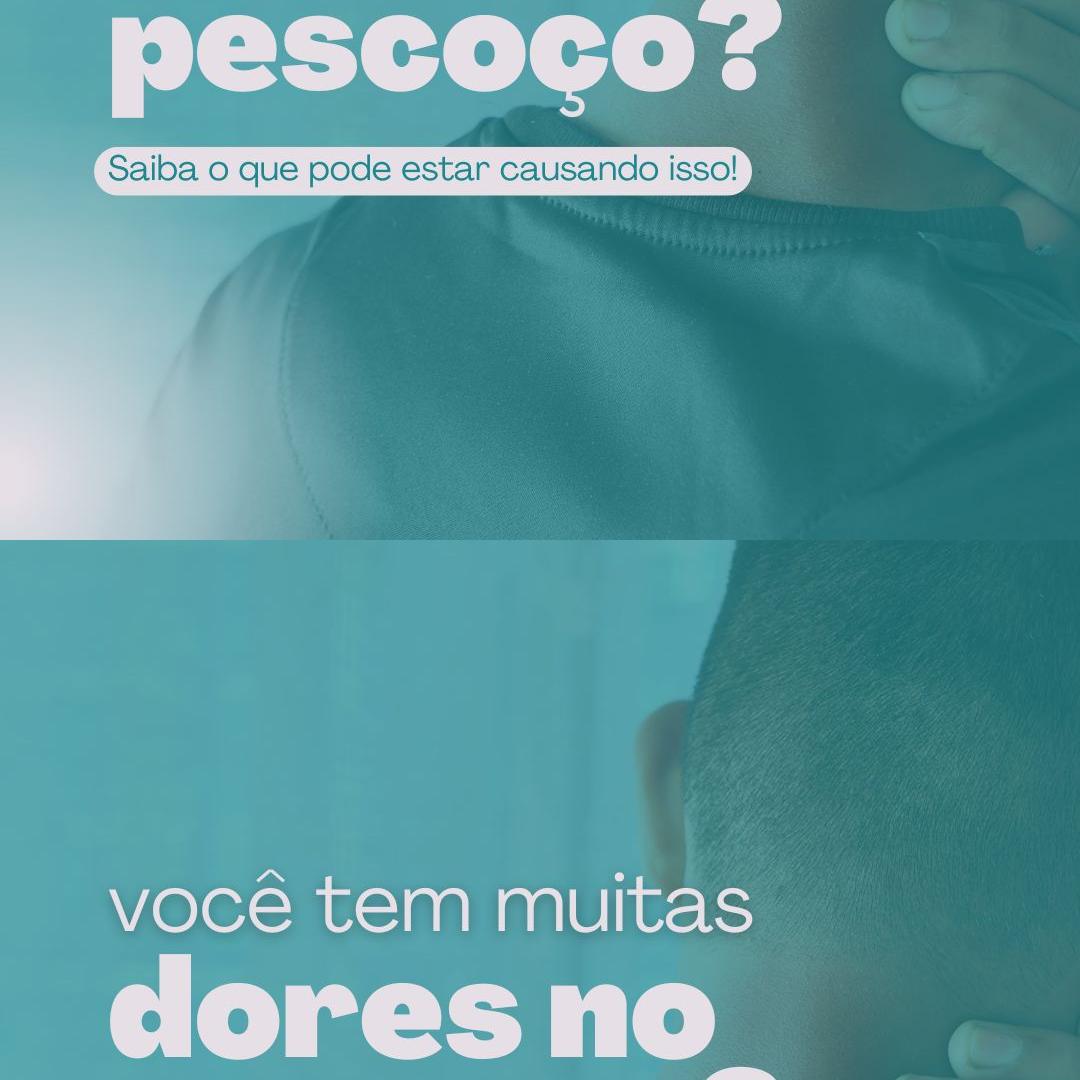 pescoço?
Saiba o que pode estar causando isso!
você tem muitas
dores no